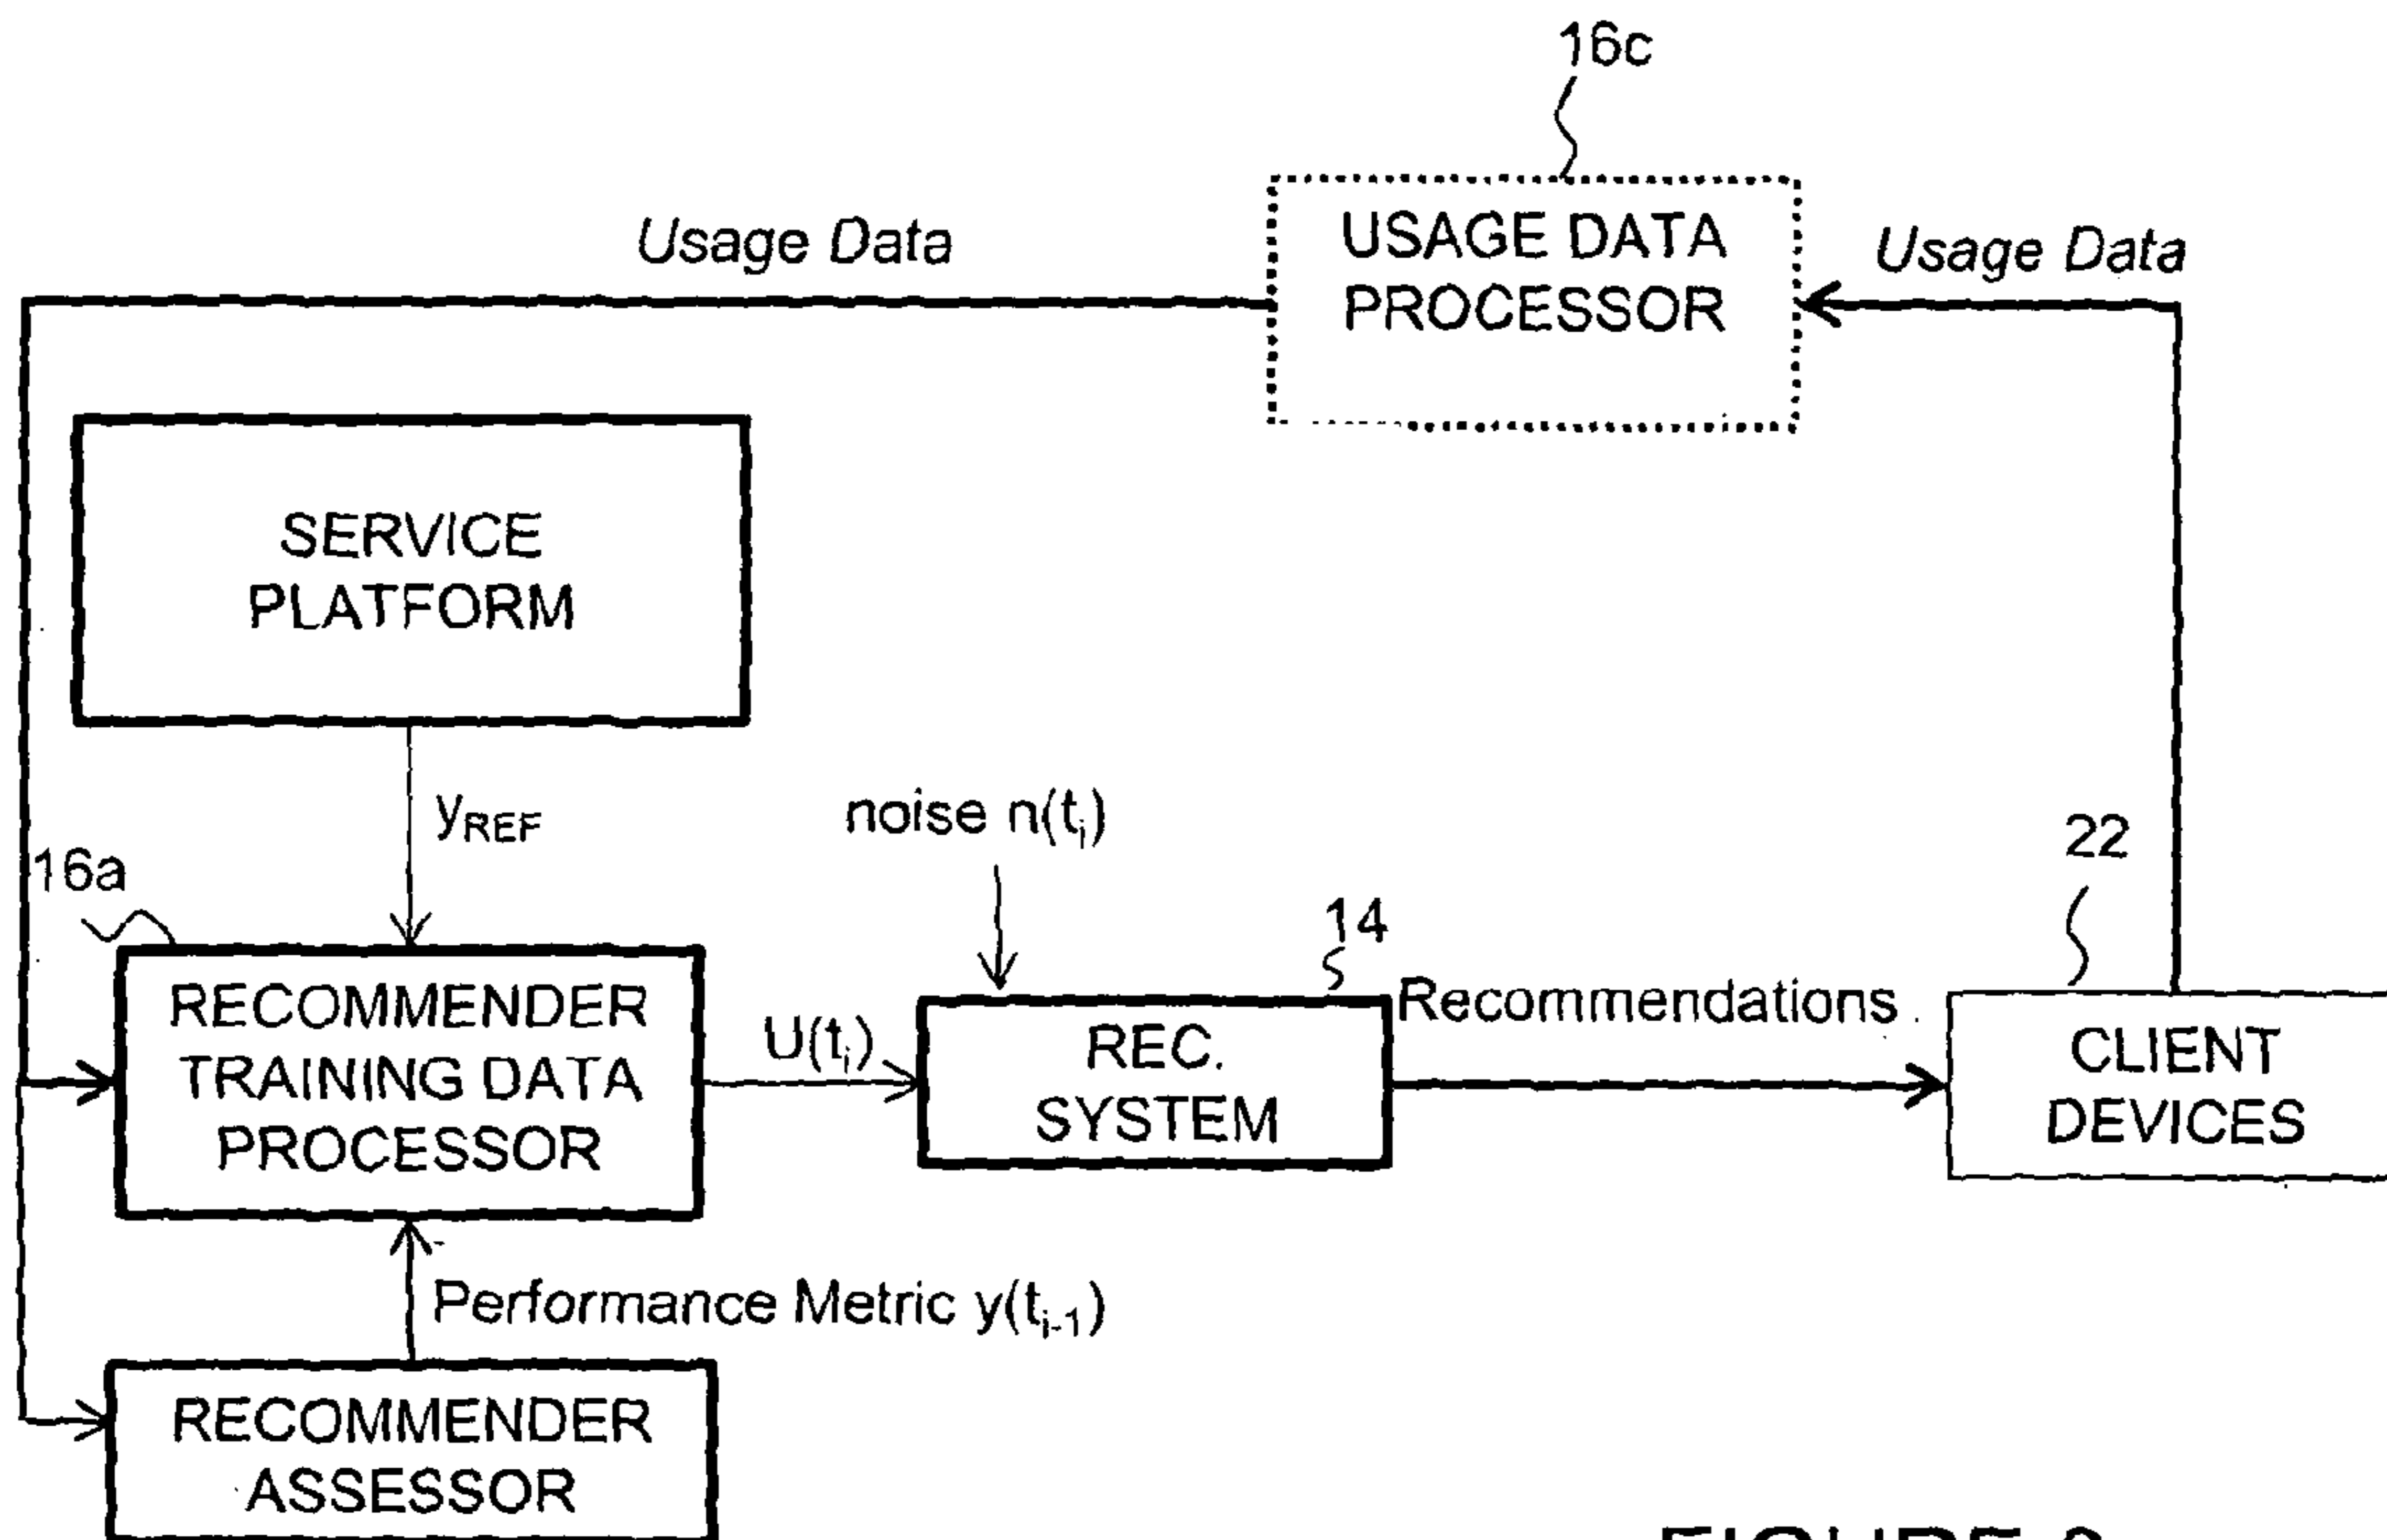 16c
Usage Data
USAGE DATA
PROCESSOR
Usage Data
SERVICE
PLATFORM
yREF
noise n(ti)
16a
22
14
RECOMMENDER
TRAINING DATA
PROCESSOR
U(ti)
REC.
SYSTEM
Recommendations
CLIENT
DEVICES
Performance Metric y(ti-1)
RECOMMENDER
ASSESSOR
FIGURE